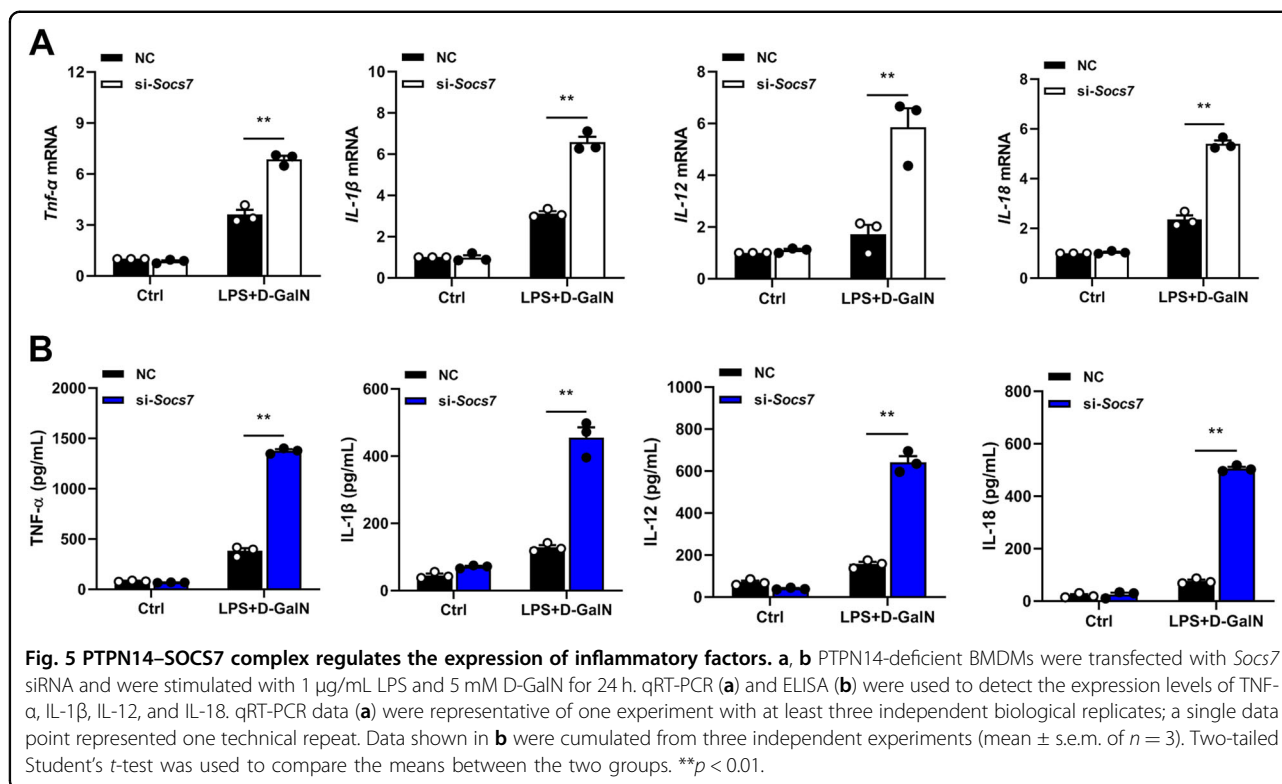 A
NC
si-Socs7
Tnf-α mRNA
12
9
6
3
0
**
Ctrl
LPS+D-GalN
NC
si-Socs7
IL-1β mRNA
10
8
6
4
2
0
**
Ctrl
LPS+D-GalN
NC
si-Socs7
IL-12 mRNA
8
6
4
2
0
**
Ctrl
LPS+D-GalN
NC
si-Socs7
IL-18 mRNA
8
6
4
2
0
**
Ctrl
LPS+D-GalN
B
NC
si-Socs7
TNF-α (pg/mL)
2000
1500
1000
500
0
**
Ctrl
LPS+D-GalN
NC
si-Socs7
IL-1β (pg/mL)
600
400
200
0
**
Ctrl
LPS+D-GalN
NC
si-Socs7
IL-12 (pg/mL)
1000
800
600
400
200
0
**
Ctrl
LPS+D-GalN
NC
si-Socs7
IL-18 (pg/mL)
800
600
400
200
0
**
Ctrl
LPS+D-GalN
Fig. 5 PTPN14–SOCS7 complex regulates the expression of inflammatory factors. a, b PTPN14-deficient BMDMs were transfected with Socs7
siRNA and were stimulated with 1 μg/mL LPS and 5 mM D-GalN for 24 h. qRT-PCR (a) and ELISA (b) were used to detect the expression levels of TNF-
α, IL-1β, IL-12, and IL-18. qRT-PCR data (a) were representative of one experiment with at least three independent biological replicates; a single data
point represented one technical repeat. Data shown in b were cumulated from three independent experiments (mean ± s.e.m. of n = 3). Two-tailed
Student's t-test was used to compare the means between the two groups. **p < 0.01.